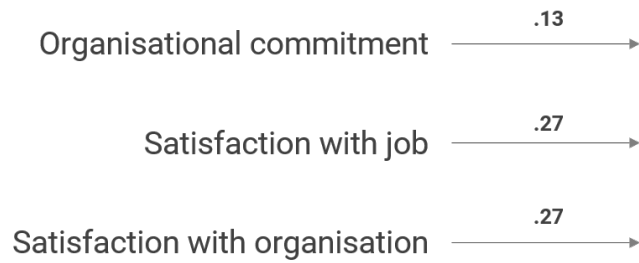 .13
Organisational commitment
.27
Satisfaction with job
.27
Satisfaction with organisation